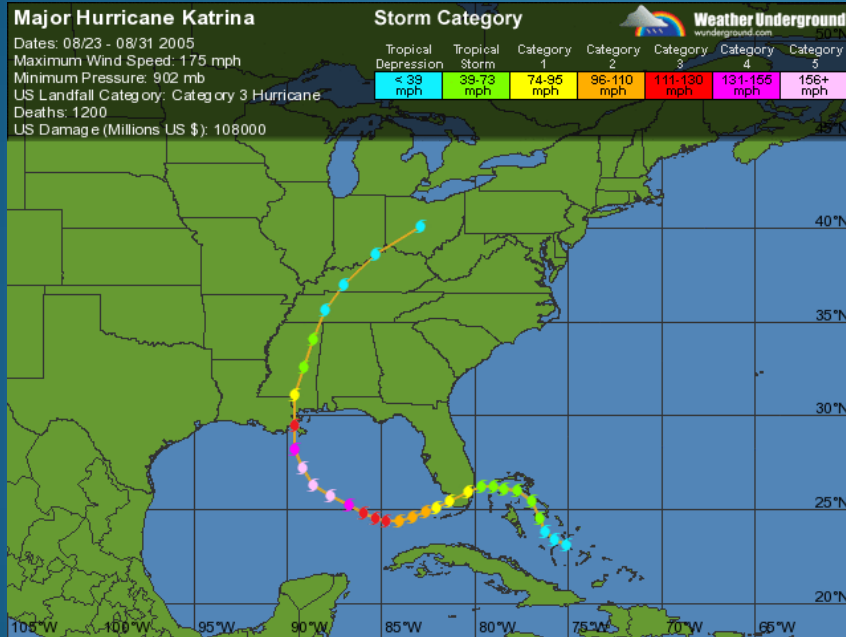 Major Hurricane Katrina
Dates: 08/23 - 08/31 2005
Maximum Wind Speed: 175 mph
Minimum Pressure: 902 mb
US Landfall Category: Category 3 Hurricane
Deaths: 1200
US Damage (Millions US $): 108000
Storm Category
Weather Underground
wunderground.com
Tropical Depression
Tropical Storm
Category 1
Category 2
Category 3
Category 4
Category 5
< 39 mph
39-73 mph
74-95 mph
96-110 mph
111-130 mph
131-155 mph
156+ mph
50°N
45°N
40°N
35°N
30°N
25°N
20°N
105°W 100°W 95°W 90°W 85°W 80°W 75°W 70°W 65°W